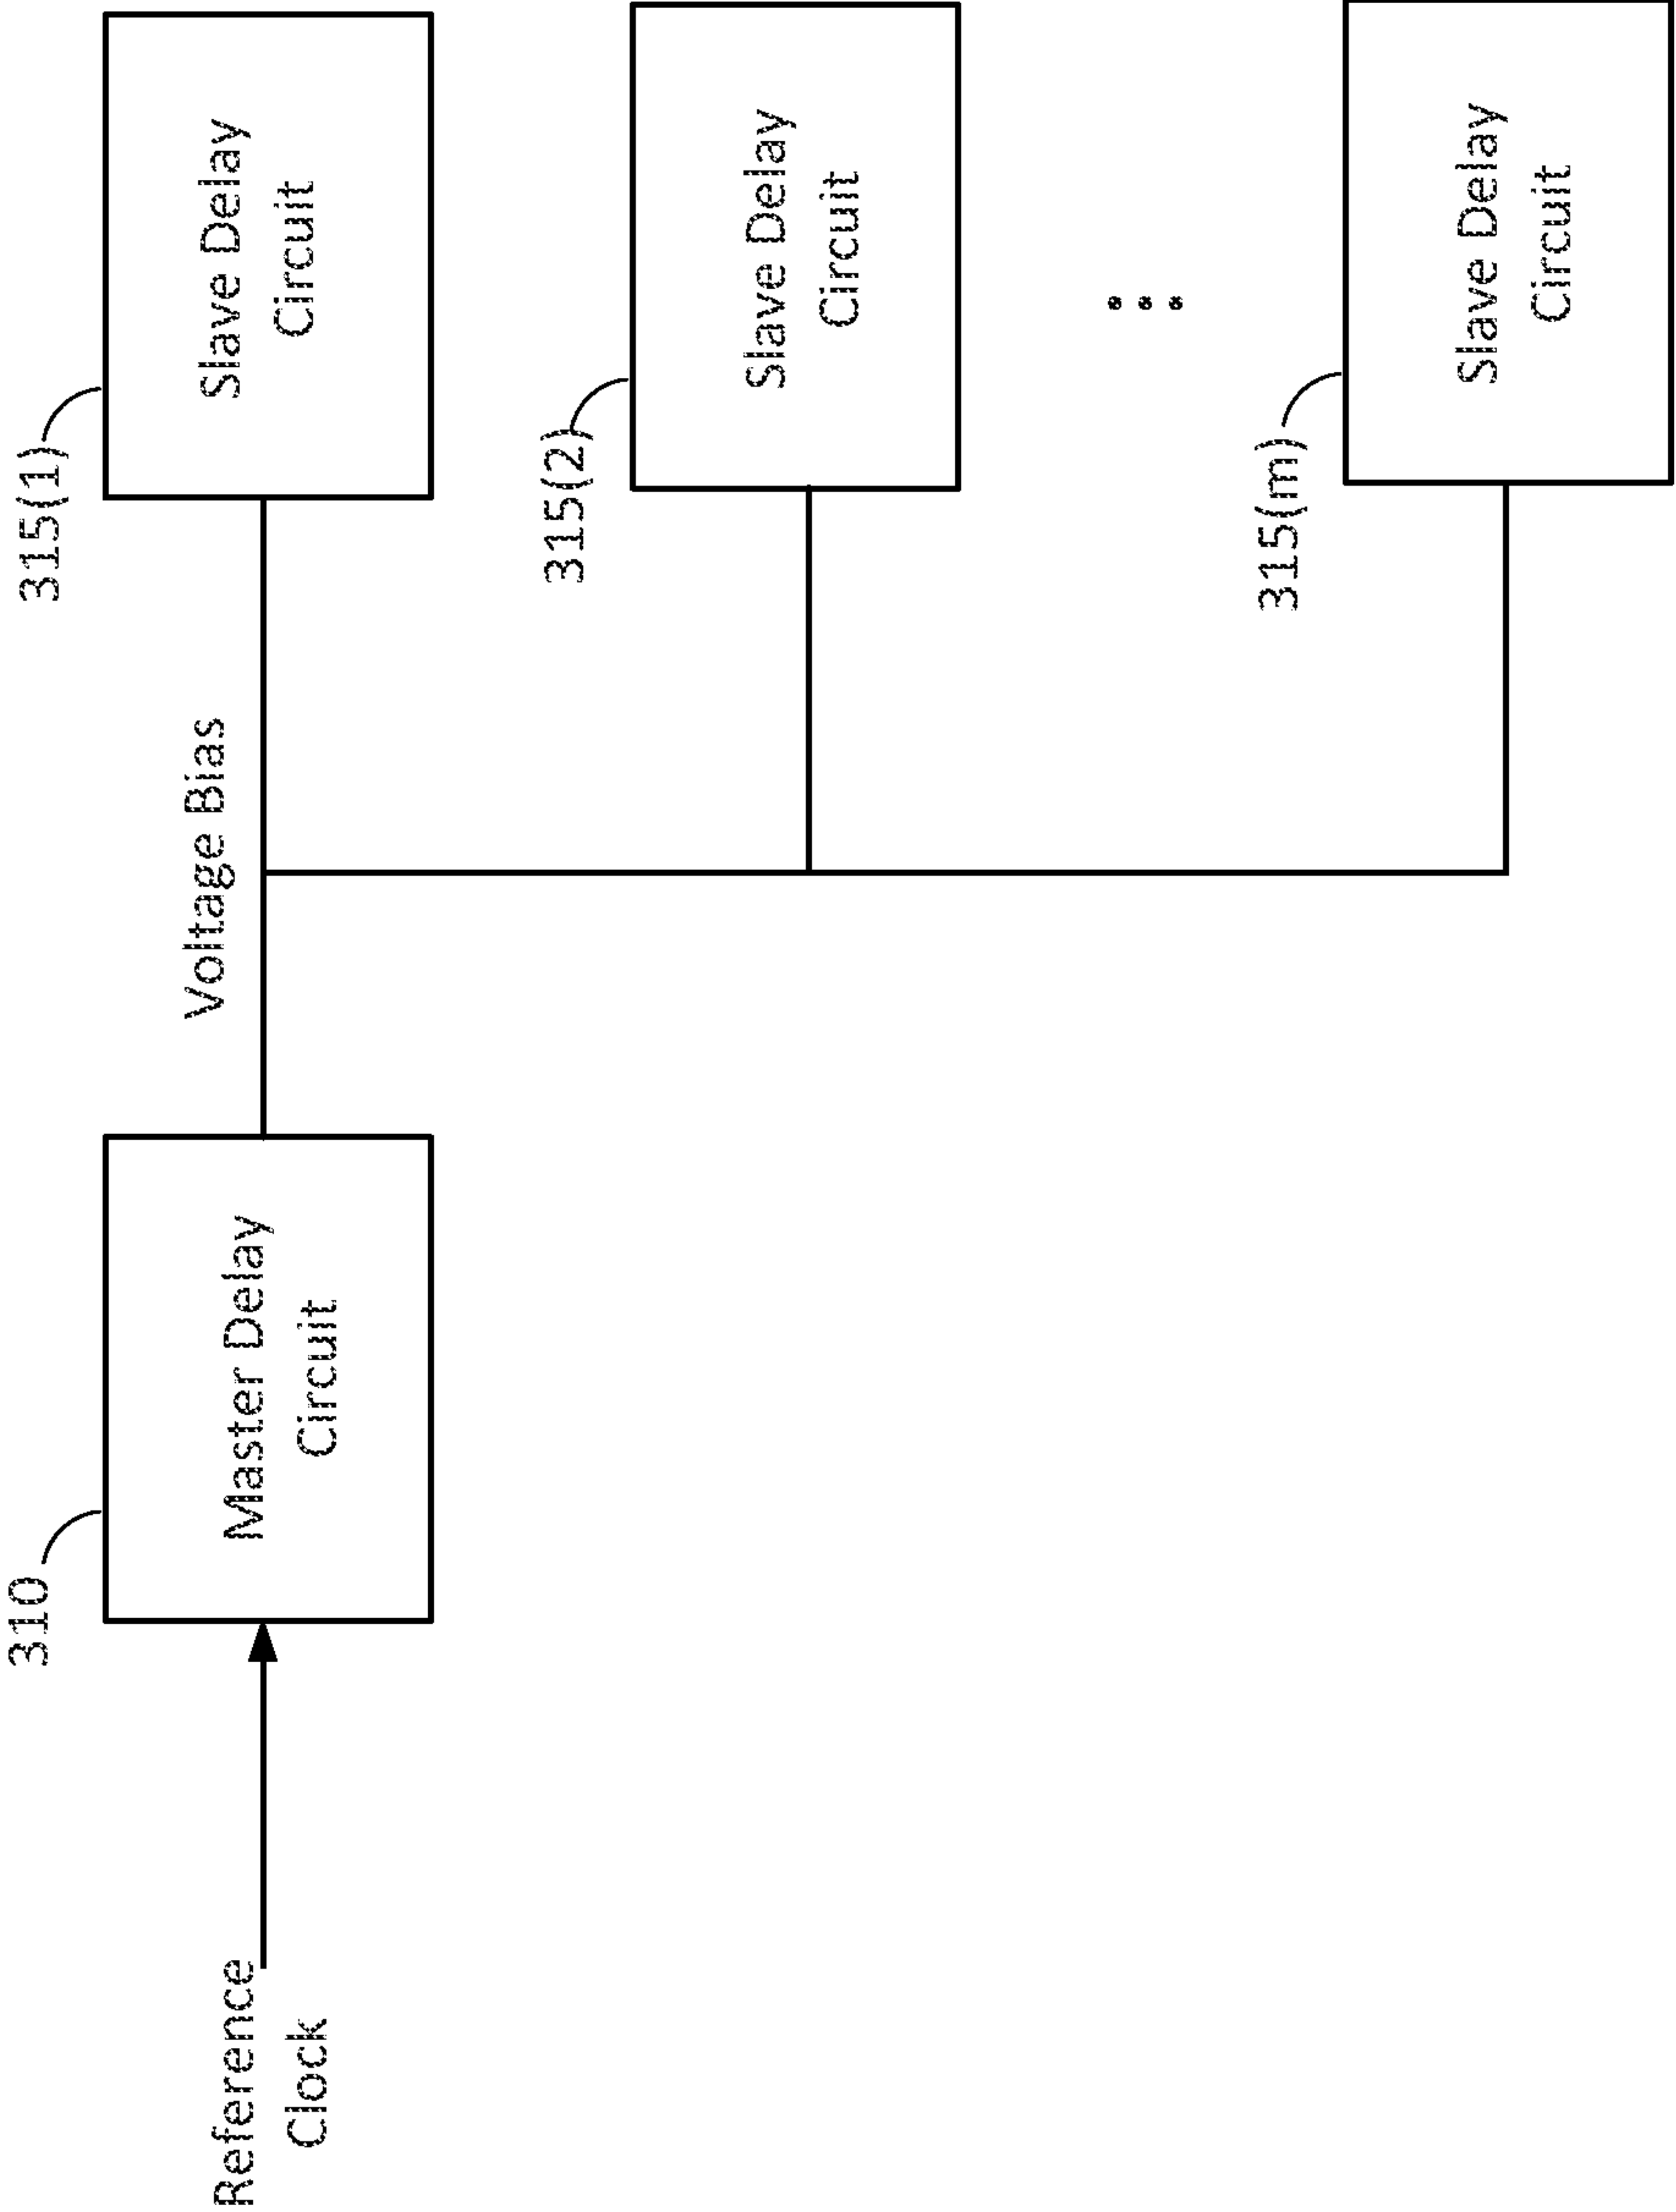 Reference
Clock
310
Master Delay
Circuit
Voltage Bias
315(1)
Slave Delay
Circuit
315(2)
Slave Delay
Circuit
315(m)
Slave Delay
Circuit